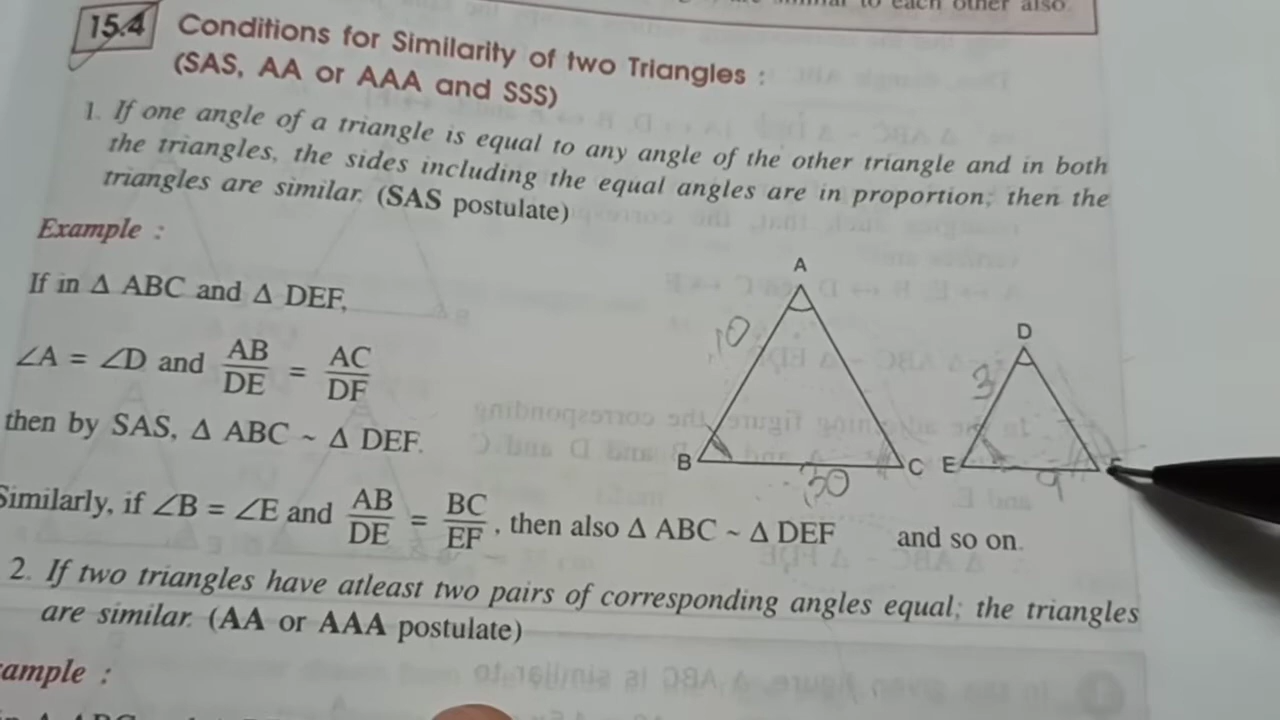 to each other also.
15.4 Conditions for Similarity of two Triangles :
(SAS, AA or AAA and SSS)
1. If one angle of a triangle is equal to any angle of the other triangle and in both
the triangles, the sides including the equal angles are in proportion; then the
triangles are similar. (SAS postulate)
Example :
If in Δ ABC and Δ DEF,
∠A = ∠D and AB/DE = AC/DF
then by SAS, Δ ABC ~ Δ DEF.
A
10
B
C
30
D
3
E
9
Similarly, if ∠B = ∠E and AB/DE = BC/EF, then also Δ ABC ~ Δ DEF and so on.
2. If two triangles have atleast two pairs of corresponding angles equal; the triangles
are similar. (AA or AAA postulate)
ample :